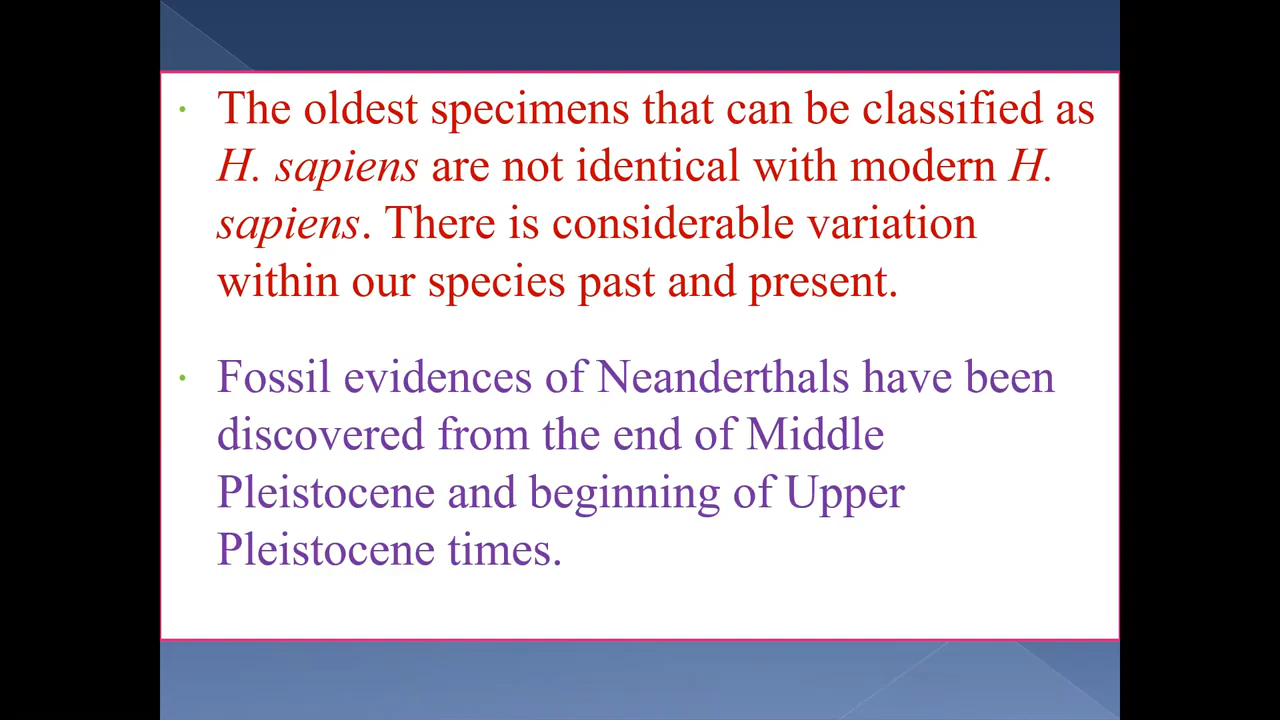 · The oldest specimens that can be classified as
H. sapiens are not identical with modern H.
sapiens. There is considerable variation
within our species past and present.
· Fossil evidences of Neanderthals have been
discovered from the end of Middle
Pleistocene and beginning of Upper
Pleistocene times.